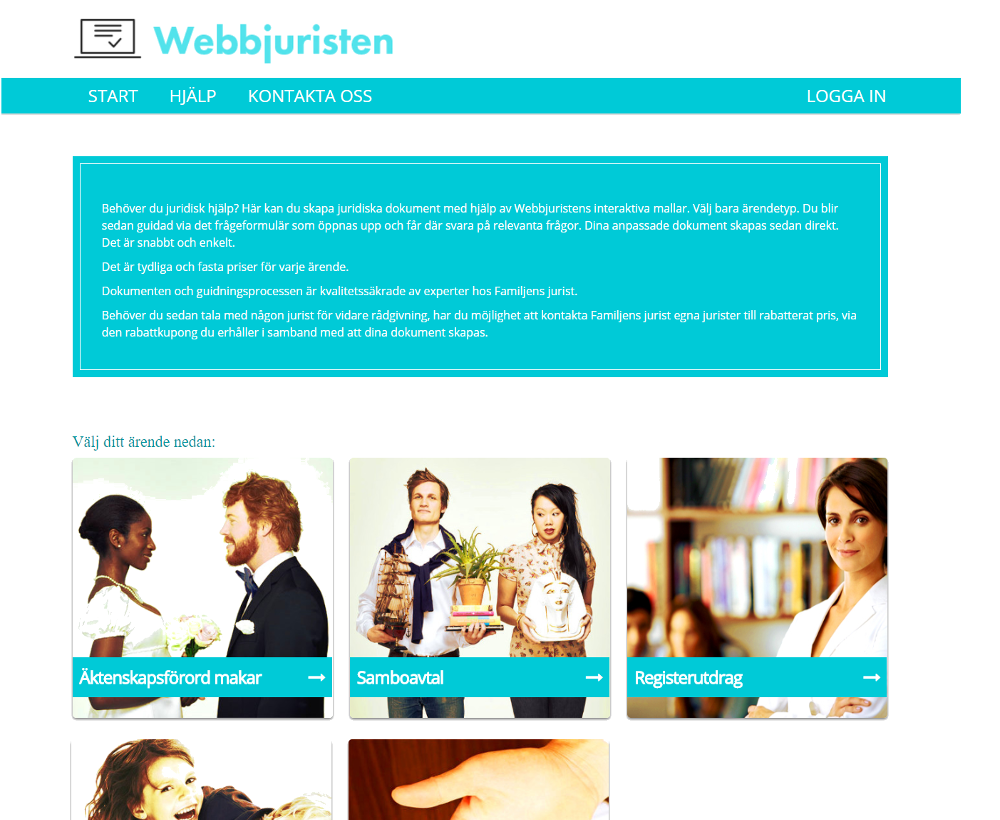 Webbjuristen
START HJÄLP KONTAKTA OSS LOGGA IN
Behöver du juridisk hjälp? Här kan du skapa juridiska dokument med hjälp av Webbjuristens interaktiva mallar. Välj bara ärendetyp. Du blir
sedan guidad via det frågeformulär som öppnas upp och får där svara på relevanta frågor. Dina anpassade dokument skapas sedan direkt.
Det är snabbt och enkelt.
Det är tydliga och fasta priser för varje ärende.
Dokumenten och guidningsprocessen är kvalitetssäkrade av experter hos Familjens jurist.
Behöver du sedan tala med någon jurist för vidare rådgivning, har du möjlighet att kontakta Familjens jurist egna jurister till rabatterat pris, via
den rabattkupong du erhåller i samband med att dina dokument skapas.
Välj ditt ärende nedan:
Äktenskapsförord makar
Samboavtal
Registerutdrag